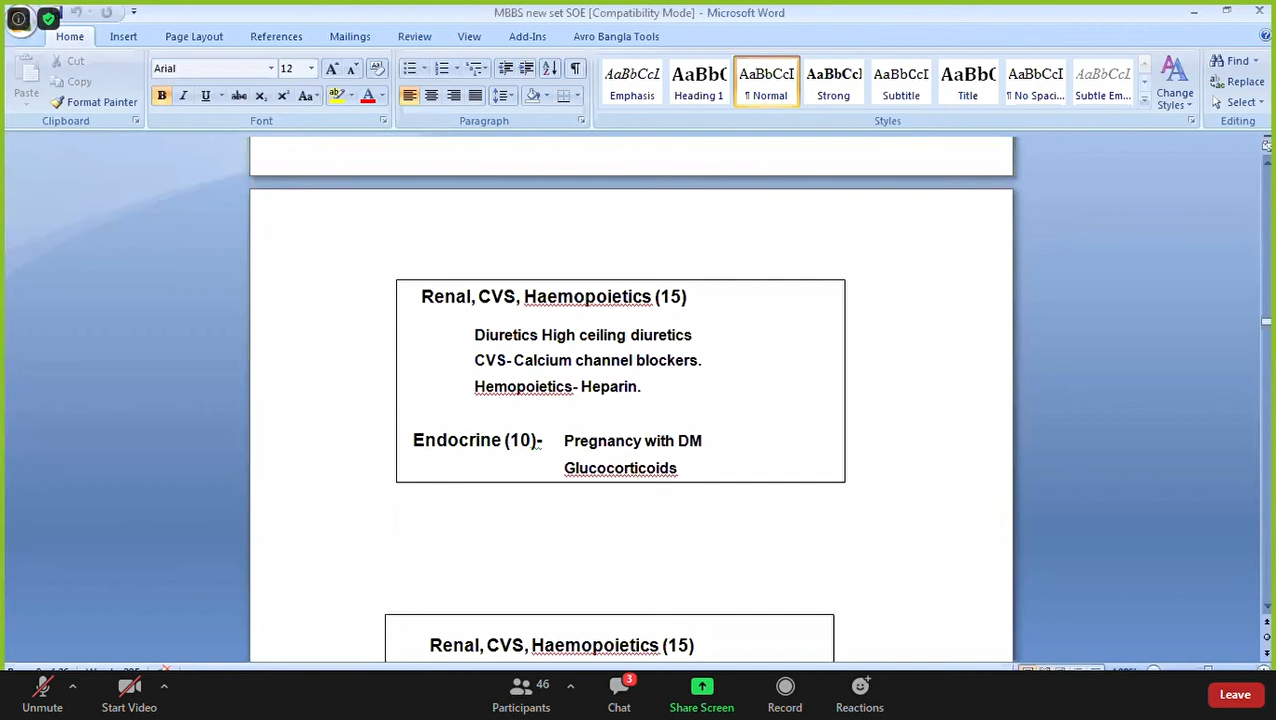 MBBS new set SOE [Compatibility Mode] - Microsoft Word
Home Insert Page Layout References Mailings Review View Add-Ins Avro Bangla Tools
Paste
Cut
Copy
Format Painter
Clipboard
Arial 12
Font
Paragraph
AaBbCcI AaBbC AaBbCcI AaBbCcI AaBbCcI AaBbC AaBbCcI AaBbCcI
Emphasis Heading 1 ¶ Normal Strong Subtitle Title ¶ No Spaci... Subtle Em...
Change Styles
Styles
Find
Replace
Select
Editing
Renal, CVS, Haemopoietics (15)
Diuretics High ceiling diuretics
CVS- Calcium channel blockers.
Hemopoietics- Heparin.
Endocrine (10)- Pregnancy with DM
Glucocorticoids
Renal, CVS, Haemopoietics (15)
Unmute Start Video
46
Participants
3
Chat Share Screen Record Reactions Leave